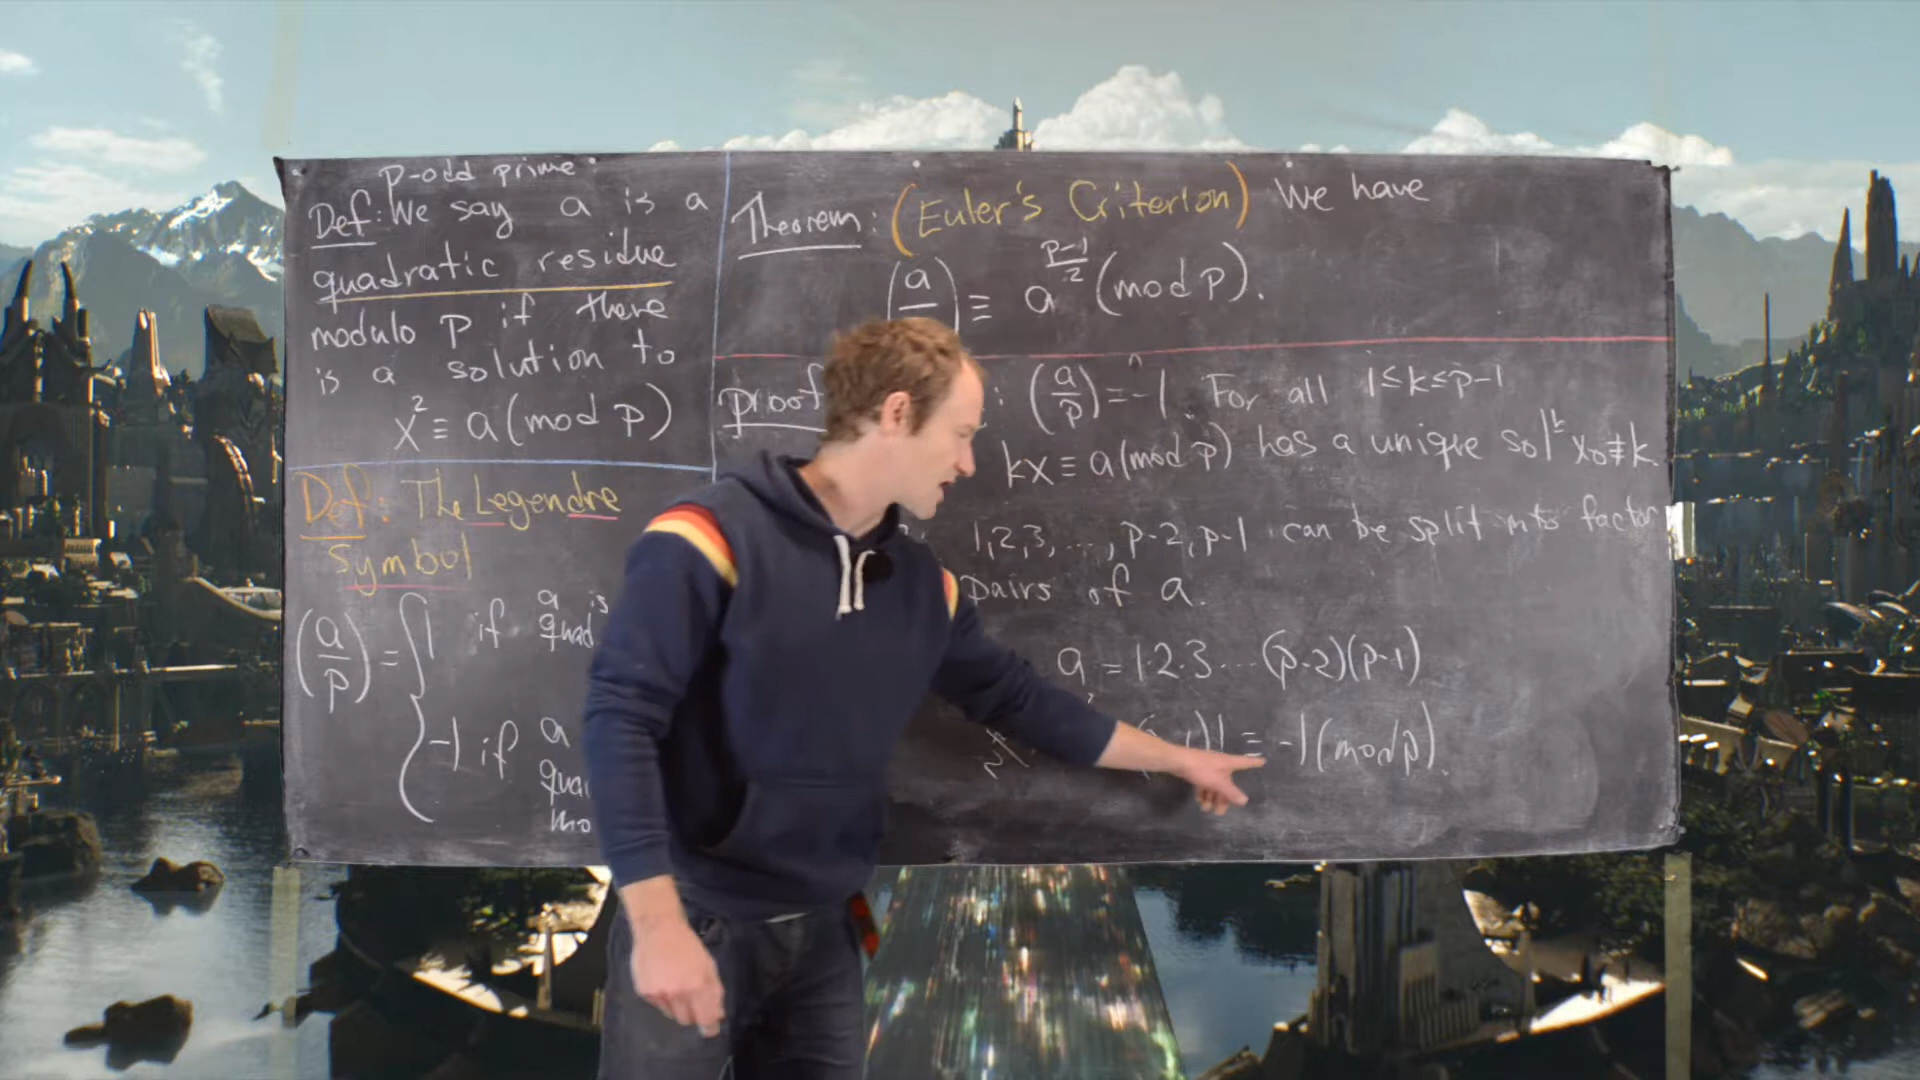 p-odd prime
Def: We say a is a
quadratic residue
modulo p if there
is a solution to
x² ≡ a (mod p)
Def: The Legendre
symbol
(a/p) = { 1 if a is
quad
-1 if a
Theorem: (Euler's Criterion) We have
(a/ ) ≡ a^((p-1)/2) (mod p).
proof : (a/p) = -1. For all 1≤k≤p-1
kx ≡ a (mod p) has a unique sol^n x₀≢k.
1,2,3, ..., p-2, p-1 can be split into factor
pairs of a.
a = 1·2·3 ··· (p-2)(p-1)
)! ≡ -1 (mod p).